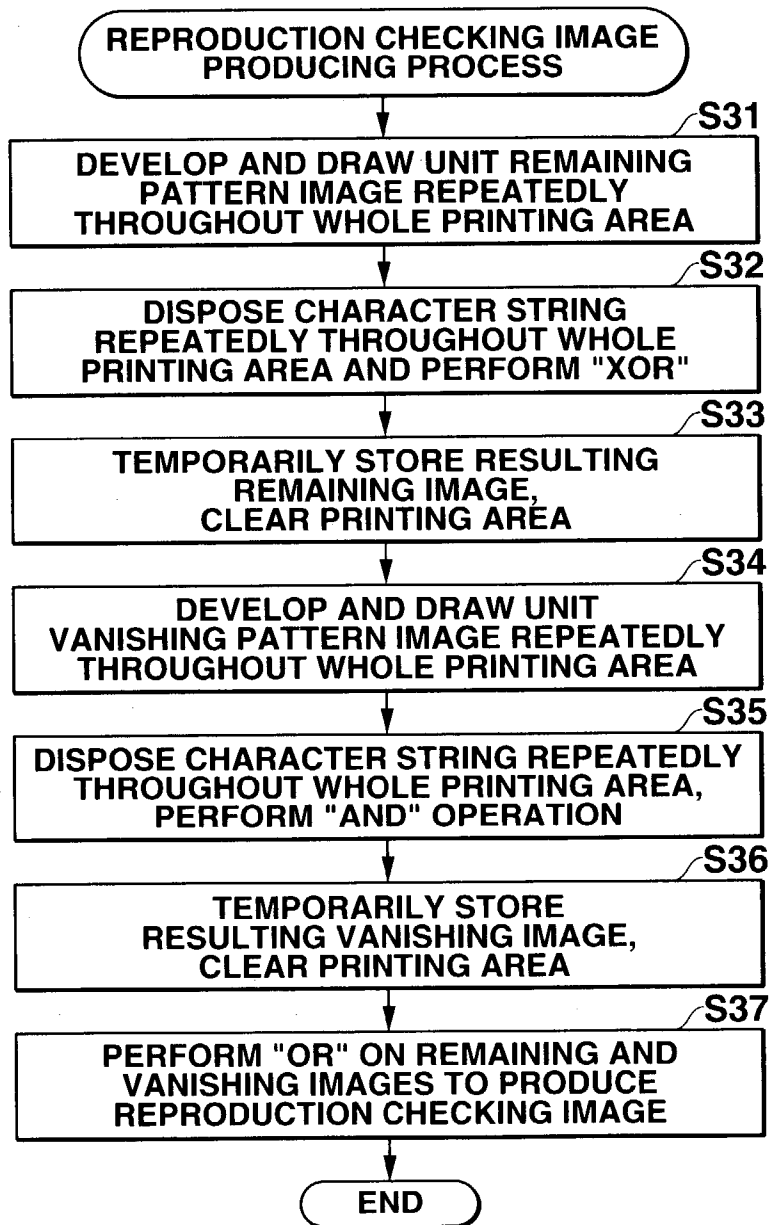 REPRODUCTION CHECKING IMAGE
PRODUCING PROCESS
S31
DEVELOP AND DRAW UNIT REMAINING
PATTERN IMAGE REPEATEDLY
THROUGHOUT WHOLE PRINTING AREA
S32
DISPOSE CHARACTER STRING
REPEATEDLY THROUGHOUT WHOLE
PRINTING AREA AND PERFORM "XOR"
S33
TEMPORARILY STORE RESULTING
REMAINING IMAGE,
CLEAR PRINTING AREA
S34
DEVELOP AND DRAW UNIT
VANISHING PATTERN IMAGE REPEATEDLY
THROUGHOUT WHOLE PRINTING AREA
S35
DISPOSE CHARACTER STRING REPEATEDLY
THROUGHOUT WHOLE PRINTING AREA,
PERFORM "AND" OPERATION
S36
TEMPORARILY STORE
RESULTING VANISHING IMAGE,
CLEAR PRINTING AREA
S37
PERFORM "OR" ON REMAINING AND
VANISHING IMAGES TO PRODUCE
REPRODUCTION CHECKING IMAGE
END